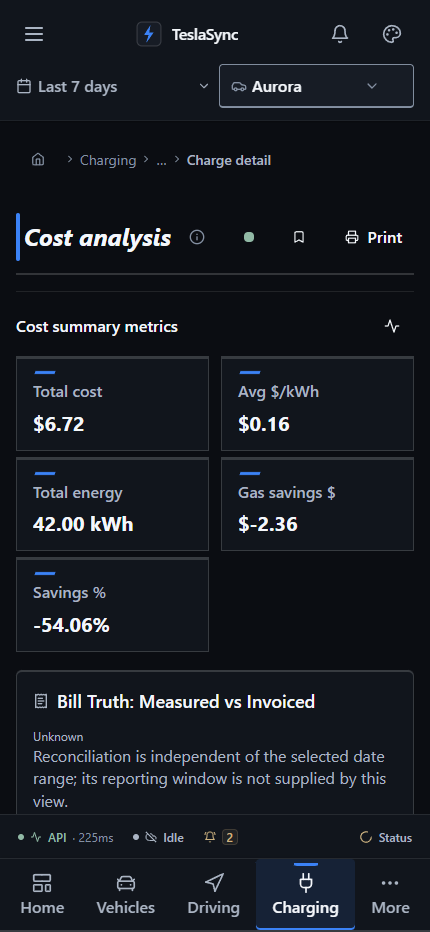 TeslaSync
Last 7 days
Aurora
Charging
...
Charge detail
Cost analysis
Print
Cost summary metrics
Total cost
$6.72
Avg $/kWh
$0.16
Total energy
42.00 kWh
Gas savings $
$-2.36
Savings %
-54.06%
Bill Truth: Measured vs Invoiced
Unknown
Reconciliation is independent of the selected date
range; its reporting window is not supplied by this
view.
API · 225ms
Idle
2
Status
Home
Vehicles
Driving
Charging
More